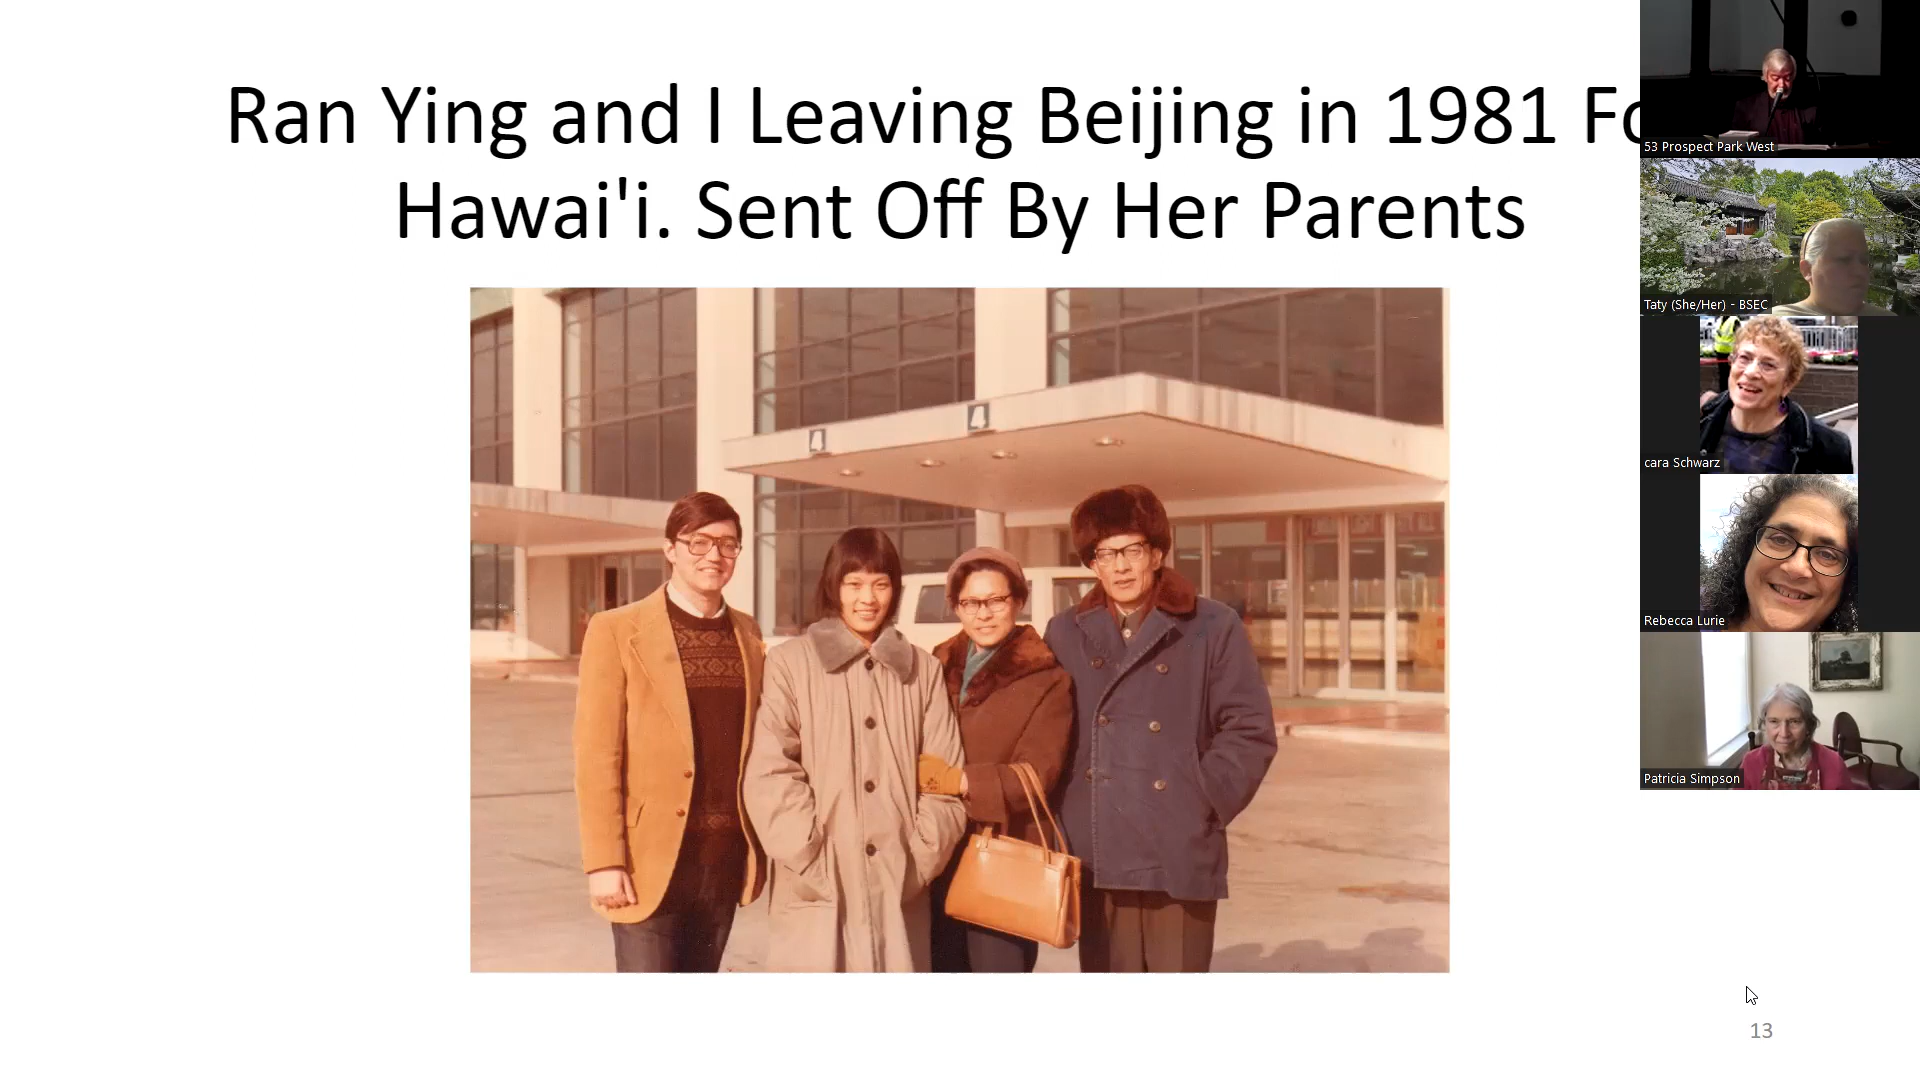 Ran Ying and I Leaving Beijing in 1981 Fo
Hawai'i. Sent Off By Her Parents
4
4
13
53 Prospect Park West
Taty (She/Her) - BSEC
cara Schwarz
Rebecca Lurie
Patricia Simpson